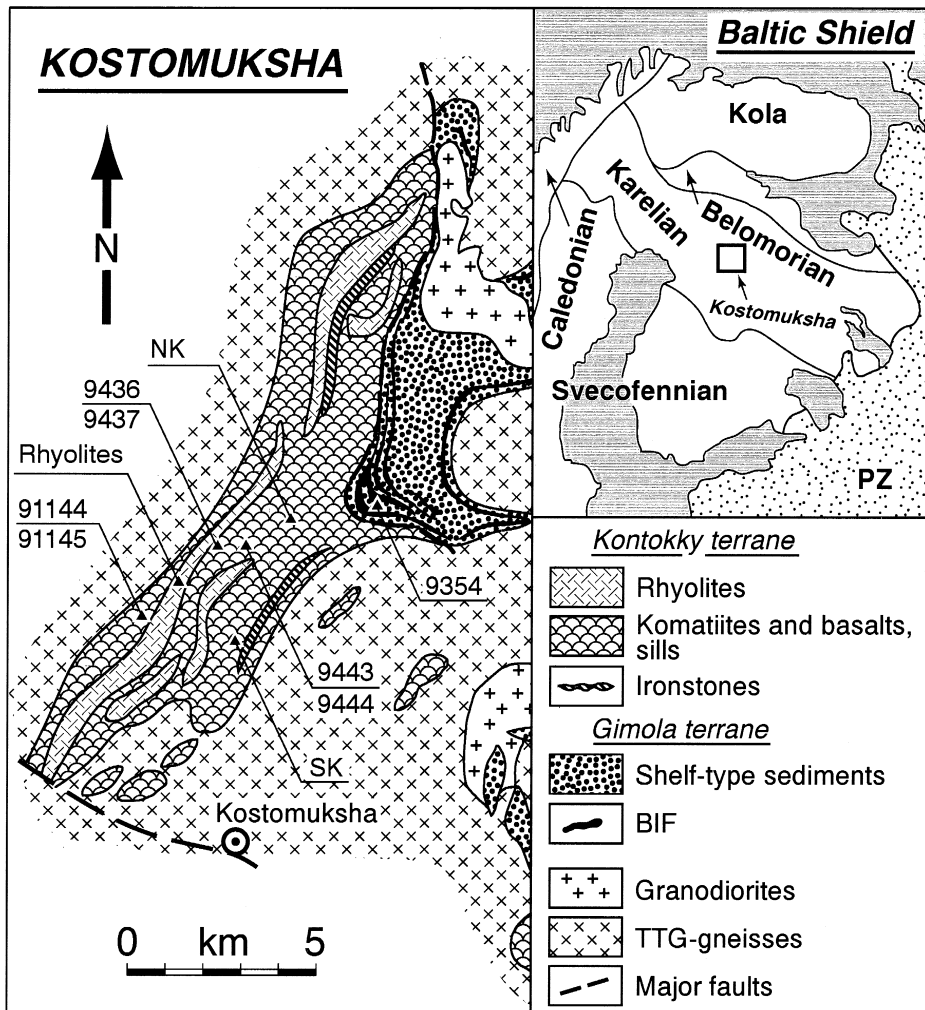 KOSTOMUKSHA
N
NK
9436
9437
Rhyolites
91144
91145
9354
9443
9444
SK
Kostomuksha
0 km 5
Baltic Shield
Kola
Karelian
Belomorian
Caledonian
Kostomuksha
Svecofennian
PZ
Kontokky terrane
Rhyolites
Komatiites and basalts,
sills
Ironstones
Gimola terrane
Shelf-type sediments
BIF
Granodiorites
TTG-gneisses
Major faults